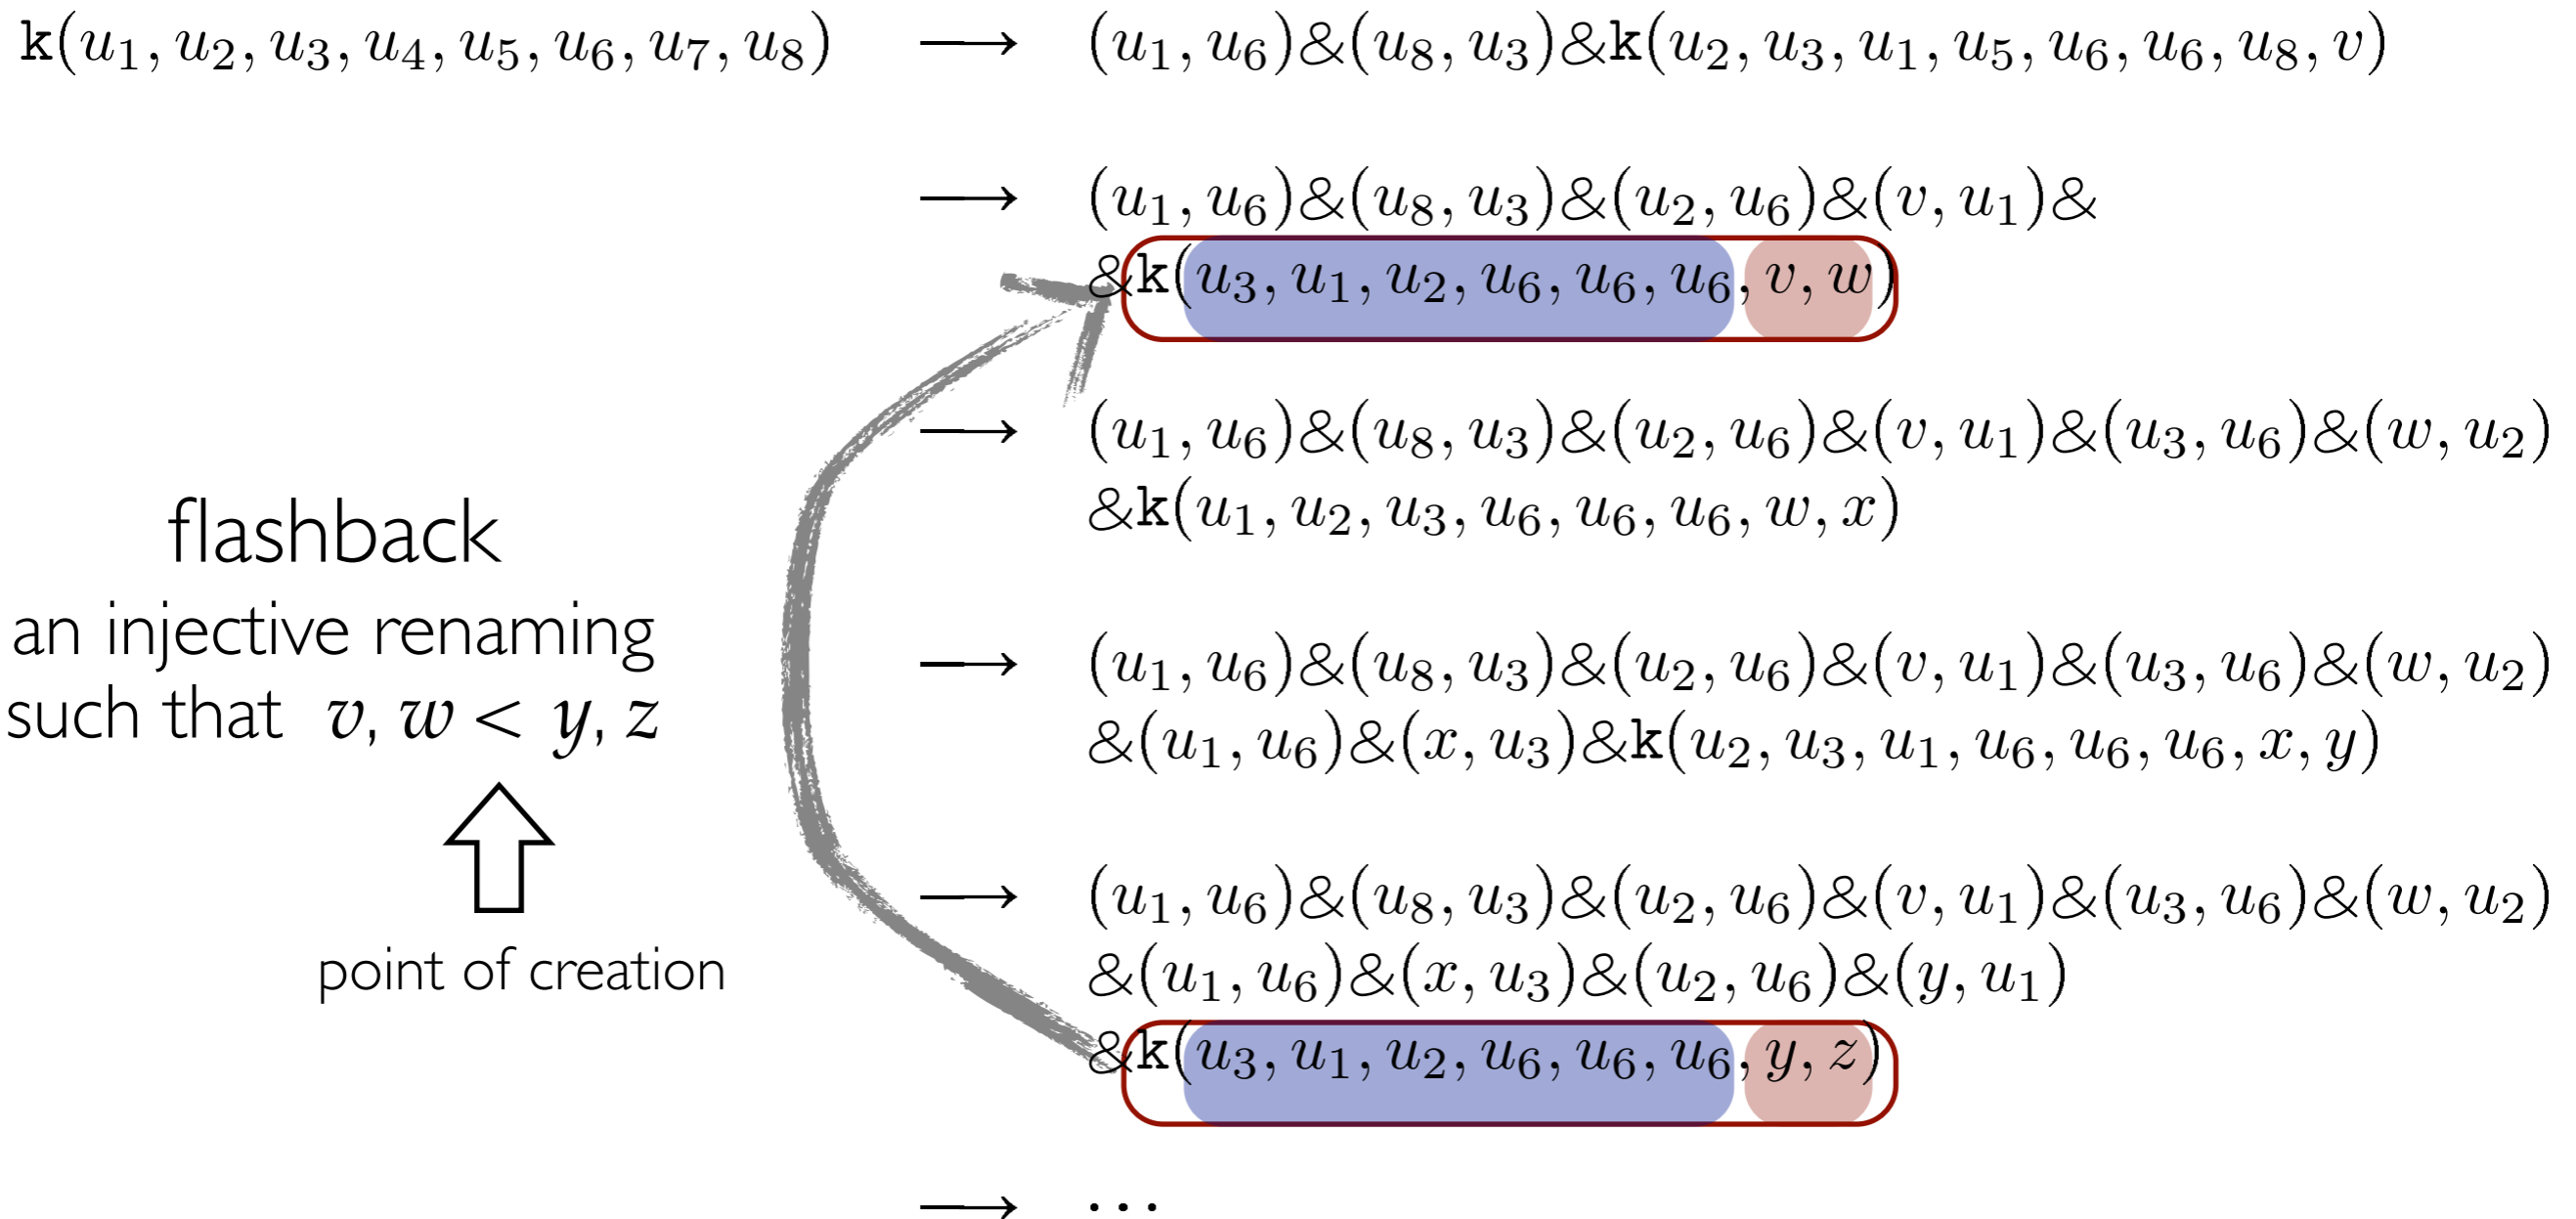 k(u₁, u₂, u₃, u₄, u₅, u₆, u₇, u₈) ⟶ (u₁, u₆)&(u₈, u₃)&k(u₂, u₃, u₁, u₅, u₆, u₆, u₈, v)
⟶ (u₁, u₆)&(u₈, u₃)&(u₂, u₆)&(v, u₁)&
&k(u₃, u₁, u₂, u₆, u₆, u₆, v, w)
⟶ (u₁, u₆)&(u₈, u₃)&(u₂, u₆)&(v, u₁)&(u₃, u₆)&(w, u₂)
&k(u₁, u₂, u₃, u₆, u₆, u₆, w, x)
flashback
an injective renaming
such that v, w < y, z
point of creation
⟶ (u₁, u₆)&(u₈, u₃)&(u₂, u₆)&(v, u₁)&(u₃, u₆)&(w, u₂)
&(u₁, u₆)&(x, u₃)&k(u₂, u₃, u₁, u₆, u₆, u₆, x, y)
⟶ (u₁, u₆)&(u₈, u₃)&(u₂, u₆)&(v, u₁)&(u₃, u₆)&(w, u₂)
&(u₁, u₆)&(x, u₃)&(u₂, u₆)&(y, u₁)
&k(u₃, u₁, u₂, u₆, u₆, u₆, y, z)
⟶ ···